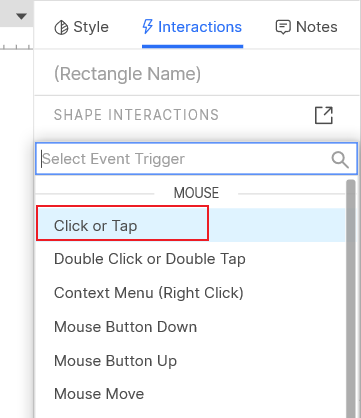 Style Interactions Notes
(Rectangle Name)
SHAPE INTERACTIONS
Select Event Trigger
MOUSE
Click or Tap
Double Click or Double Tap
Context Menu (Right Click)
Mouse Button Down
Mouse Button Up
Mouse Move